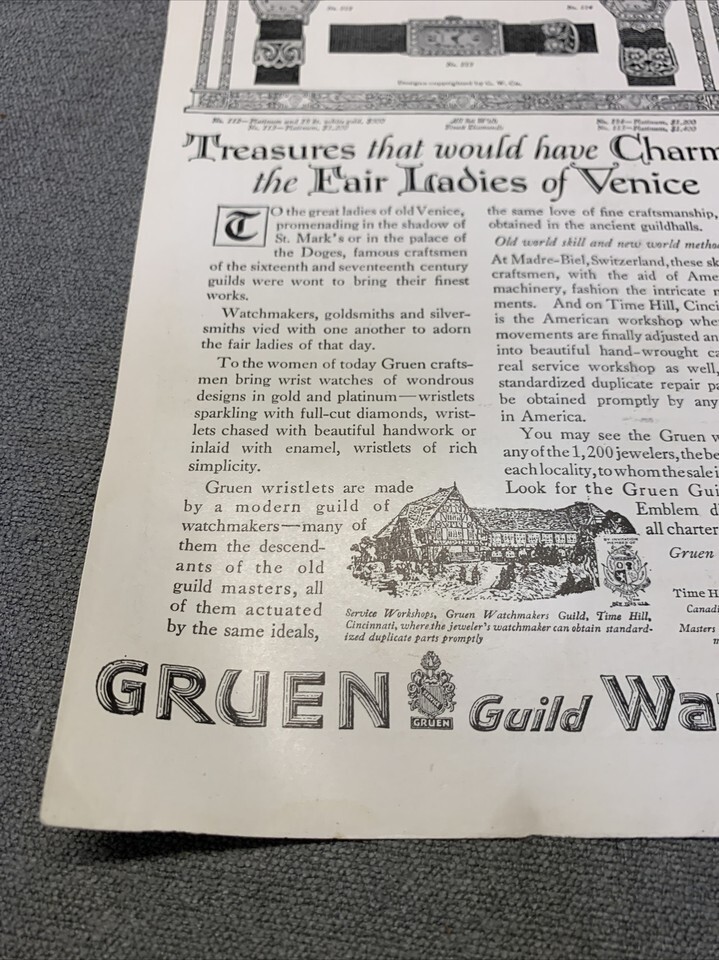 Designs copyrighted by G. W. Co.
Treasures that would have Charm
the Fair Ladies of Venice
TO the great ladies of old Venice,
promenading in the shadow of
St. Mark's or in the palace of
the Doges, famous craftsmen
of the sixteenth and seventeenth century
guilds were wont to bring their finest
works.
Watchmakers, goldsmiths and silver-
smiths vied with one another to adorn
the fair ladies of that day.
To the women of today Gruen crafts-
men bring wrist watches of wondrous
designs in gold and platinum—wristlets
sparkling with full-cut diamonds, wrist-
lets chased with beautiful handwork or
inlaid with enamel, wristlets of rich
simplicity.
Gruen wristlets are made
by a modern guild of
watchmakers—many of
them the descend-
ants of the old
guild masters, all
of them actuated
by the same ideals,
the same love of fine craftsmanship,
obtained in the ancient guildhalls.
Old world skill and new world metho
At Madre-Biel, Switzerland, these sk
craftsmen, with the aid of Ame
machinery, fashion the intricate m
ments. And on Time Hill, Cinci
is the American workshop whe
movements are finally adjusted an
into beautiful hand-wrought ca
real service workshop as well,
standardized duplicate repair pa
be obtained promptly by any
in America.
You may see the Gruen w
any of the 1,200 jewelers, the be
each locality, to whom the sale i
Look for the Gruen Gui
Emblem d
all charter
Gruen
Time H
Canadi
Masters
Service Workshops, Gruen Watchmakers Guild, Time Hill,
Cincinnati, where the jeweler's watchmaker can obtain standard-
ized duplicate parts promptly
GRUEN GRUEN Guild Wa